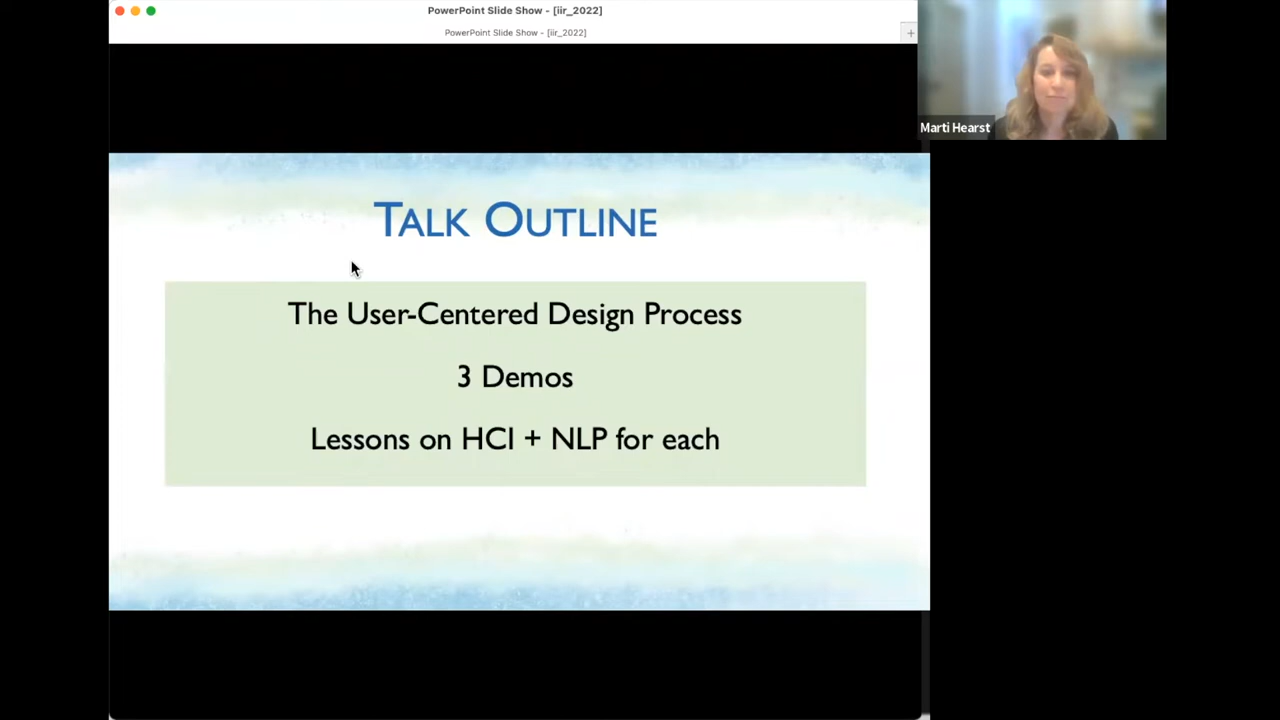 PowerPoint Slide Show - [iir_2022]
PowerPoint Slide Show - [iir_2022]
+
Marti Hearst
TALK OUTLINE
The User-Centered Design Process
3 Demos
Lessons on HCI + NLP for each